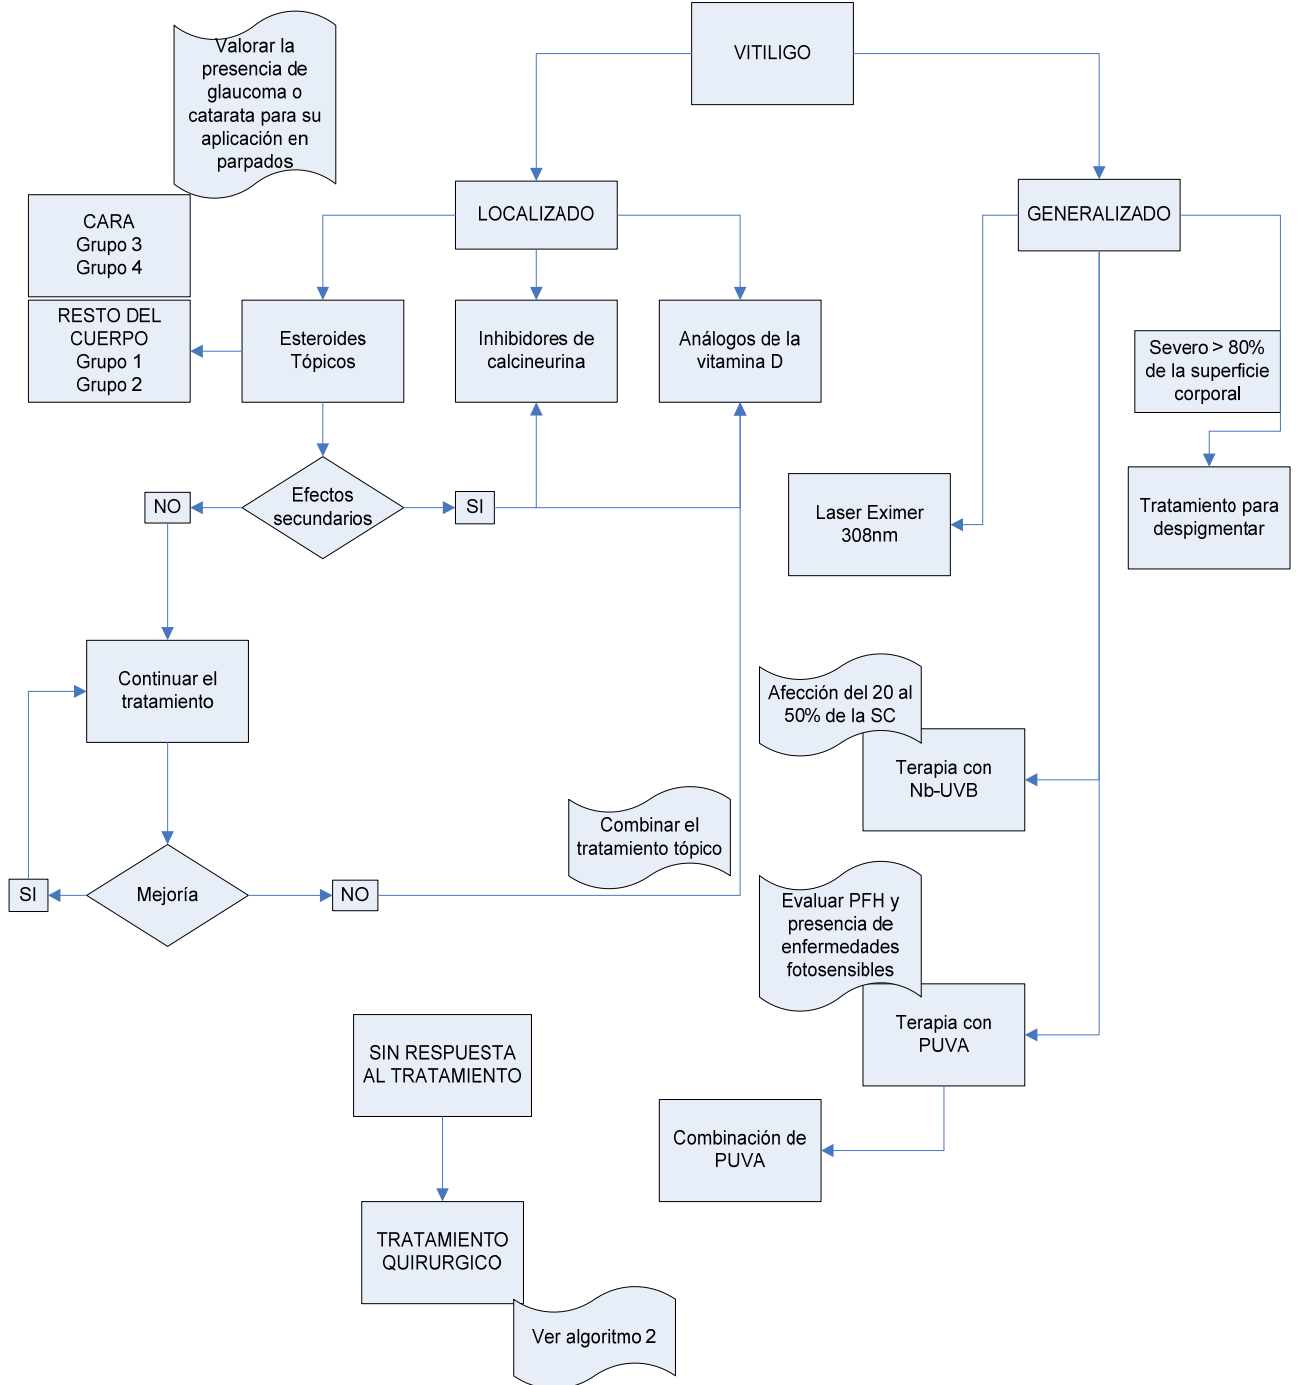 VITILIGO
Valorar la
presencia de
glaucoma o
catarata para su
aplicación en
parpados
LOCALIZADO
GENERALIZADO
CARA
Grupo 3
Grupo 4
RESTO DEL
CUERPO
Grupo 1
Grupo 2
Esteroides
Tópicos
Inhibidores de
calcineurina
Análogos de la
vitamina D
Severo > 80%
de la superficie
corporal
Efectos
secundarios
NO
SI
Laser Eximer
308nm
Tratamiento para
despigmentar
Continuar el
tratamiento
Afección del 20 al
50% de la SC
Terapia con
Nb-UVB
Combinar el
tratamiento tópico
Mejoría
SI
NO
Evaluar PFH y
presencia de
enfermedades
fotosensibles
Terapia con
PUVA
SIN RESPUESTA
AL TRATAMIENTO
Combinación de
PUVA
TRATAMIENTO
QUIRURGICO
Ver algoritmo 2